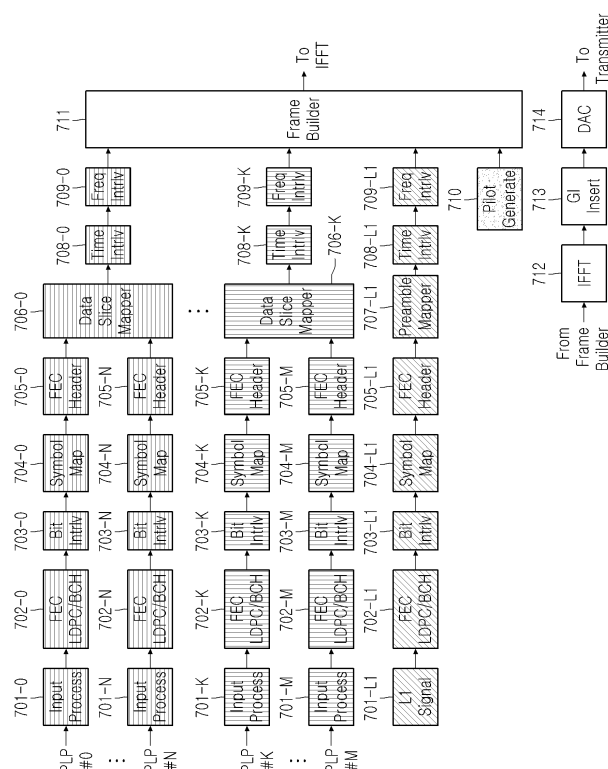 PLP
#0
701-0
Input
Process
702-0
FEC
LDPC/BCH
703-0
Bit
Intrlv
704-0
Symbol
Map
705-0
FEC
Header
706-0
Data
Slice
Mapper
708-0
Time
Intrlv
709-0
Freq
Intrlv
711
Frame
Builder
To
IFFT
PLP
#N
701-N
Input
Process
702-N
FEC
LDPC/BCH
703-N
Bit
Intrlv
704-N
Symbol
Map
705-N
FEC
Header
PLP
#K
701-K
Input
Process
702-K
FEC
LDPC/BCH
703-K
Bit
Intrlv
704-K
Symbol
Map
705-K
FEC
Header
Data
Slice
Mapper
706-K
708-K
Time
Intrlv
709-K
Freq
Intrlv
PLP
#M
701-M
Input
Process
702-M
FEC
LDPC/BCH
703-M
Bit
Intrlv
704-M
Symbol
Map
705-M
FEC
Header
701-L1
L1
Signal
702-L1
FEC
LDPC/BCH
703-L1
Bit
Intrlv
704-L1
Symbol
Map
705-L1
FEC
Header
707-L1
Preamble
Mapper
708-L1
Time
Intrlv
709-L1
Freq
Intrlv
710
Pilot
Generate
From
Frame
Builder
712
IFFT
713
GI
Insert
714
DAC
To
Transmitter